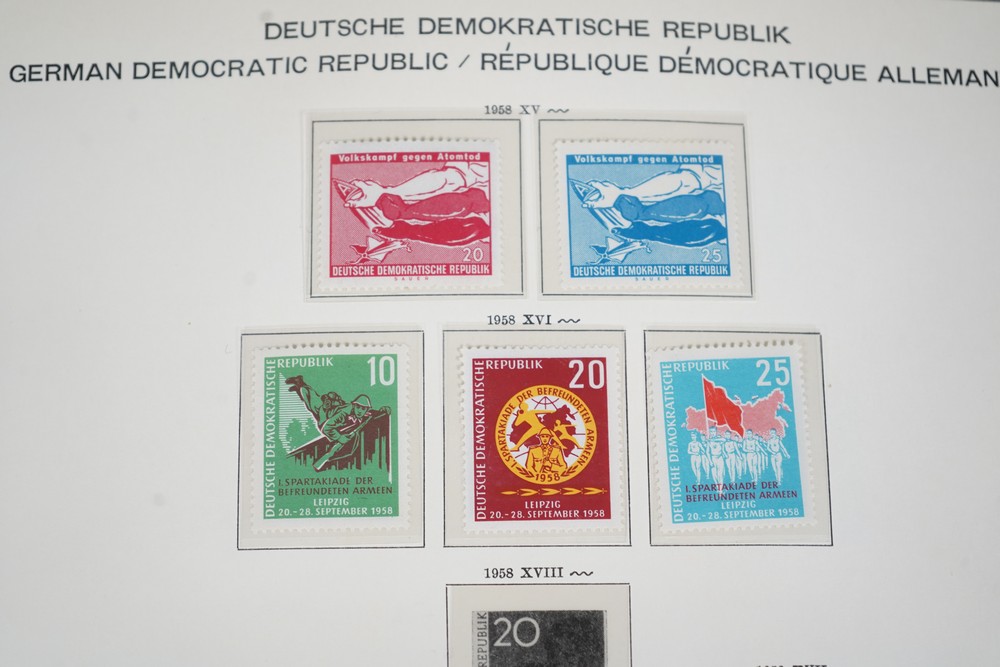 DEUTSCHE DEMOKRATISCHE REPUBLIK
GERMAN DEMOCRATIC REPUBLIC / RÉPUBLIQUE DÉMOCRATIQUE ALLEMAN
1958 XV
Volkskampf gegen Atomtod
20
DEUTSCHE DEMOKRATISCHE REPUBLIK
SAUER
Volkskampf gegen Atomtod
25
DEUTSCHE DEMOKRATISCHE REPUBLIK
SAUER
1958 XVI
DEUTSCHE DEMOKRATISCHE
REPUBLIK
10
I. SPARTAKIADE DER
BEFREUNDETEN ARMEEN
LEIPZIG
20.-28. SEPTEMBER 1958
DEUTSCHE DEMOKRATISCHE
REPUBLIK
20
I. SPARTAKIADE DER BEFREUNDETEN ARMEEN
1958
LEIPZIG
20.-28. SEPTEMBER 1958
DEUTSCHE DEMOKRATISCHE
REPUBLIK
25
I. SPARTAKIADE DER
BEFREUNDETEN ARMEEN
LEIPZIG
20.-28. SEPTEMBER 1958
1958 XVIII
REPUBLIK
20